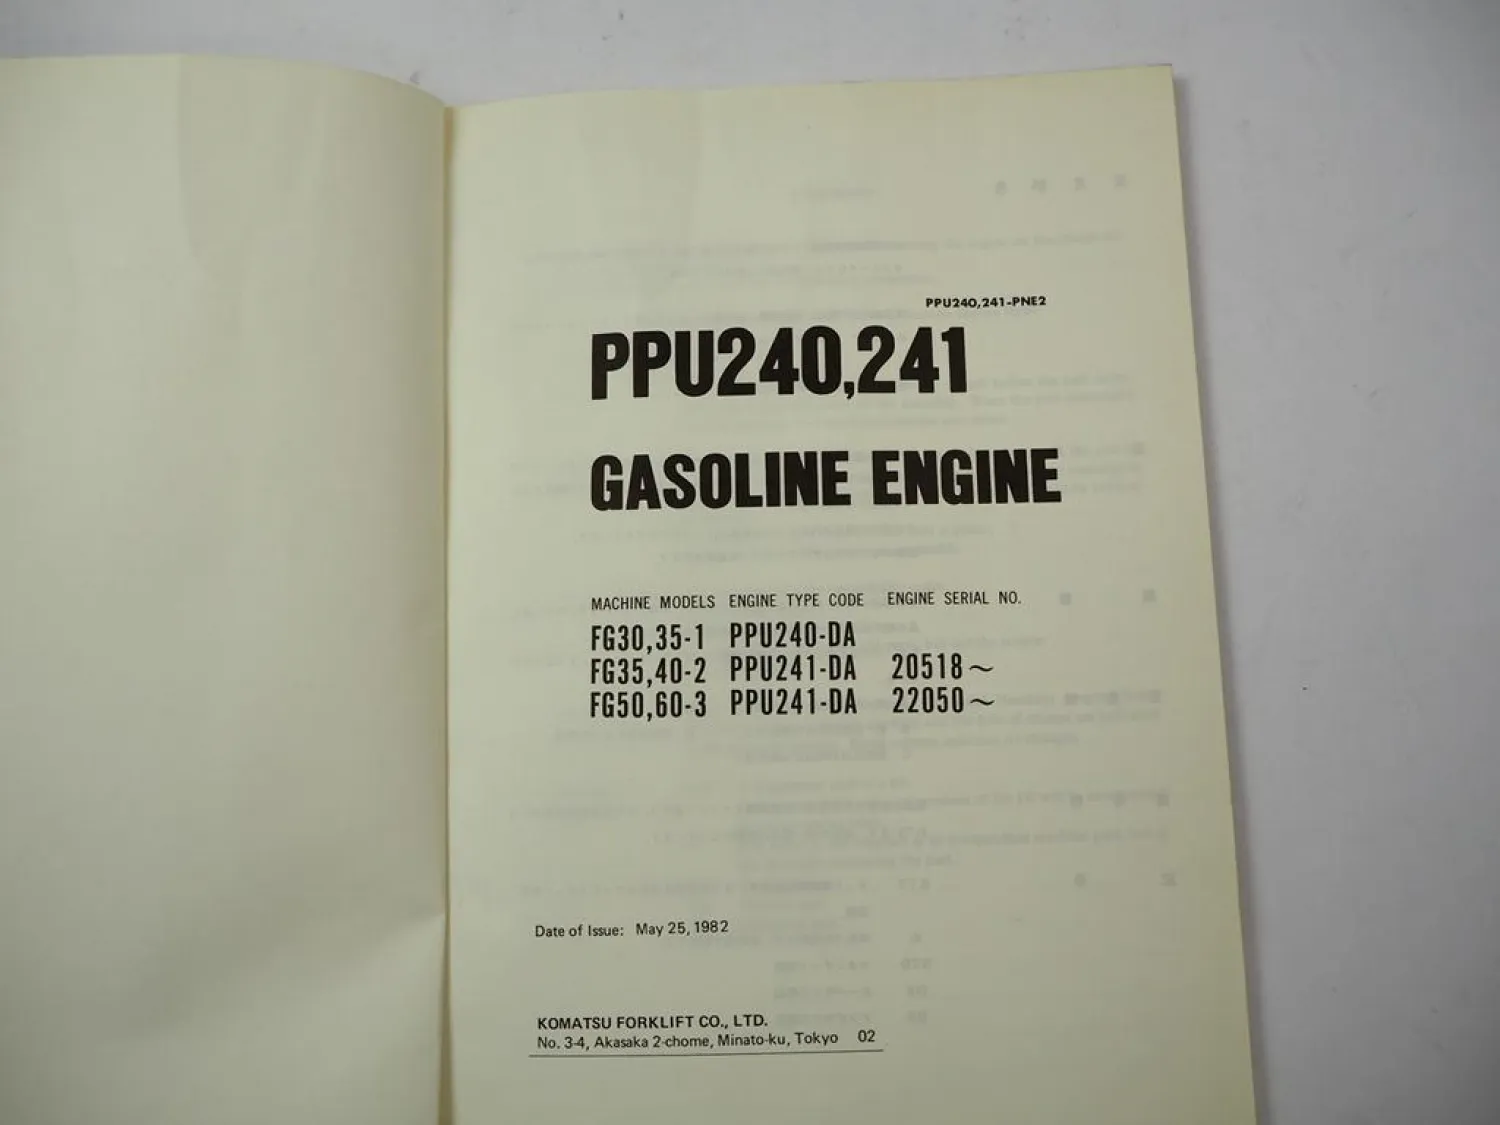 PPU240,241-PNE2
PPU240,241
GASOLINE ENGINE
MACHINE MODELS ENGINE TYPE CODE ENGINE SERIAL NO.
FG30,35-1 PPU240-DA
FG35,40-2 PPU241-DA 20518~
FG50,60-3 PPU241-DA 22050~
Date of Issue: May 25, 1982
KOMATSU FORKLIFT CO., LTD.
No. 3-4, Akasaka 2-chome, Minato-ku, Tokyo 02